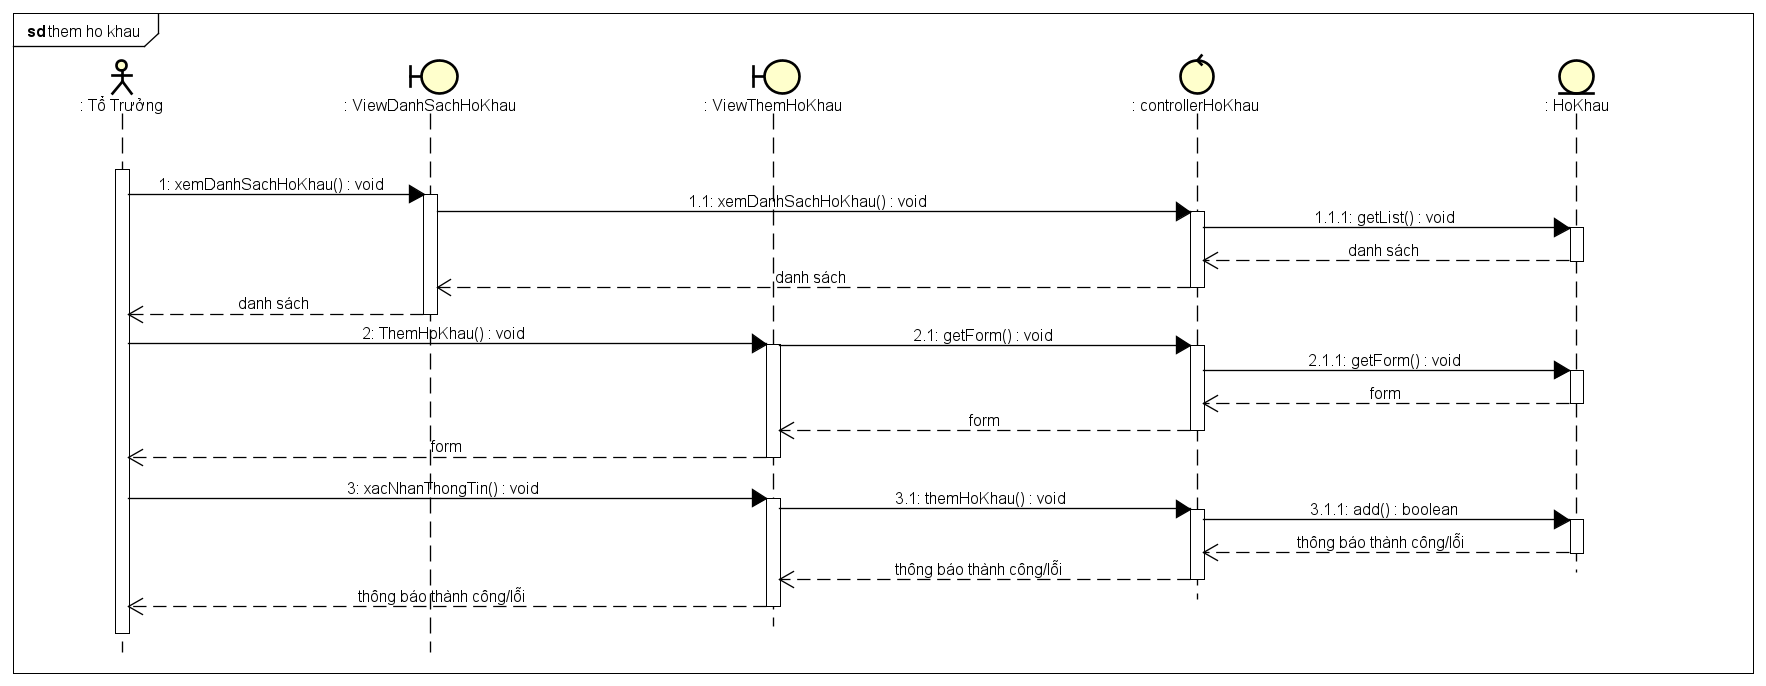 sd them ho khau
: Tổ Trưởng
: ViewDanhSachHoKhau
: ViewThemHoKhau
: controllerHoKhau
: HoKhau
1: xemDanhSachHoKhau() : void
1.1: xemDanhSachHoKhau() : void
1.1.1: getList() : void
danh sách
danh sách
danh sách
2: ThemHoKhau() : void
2.1: getForm() : void
2.1.1: getForm() : void
form
form
form
3: xacNhanThongTin() : void
3.1: themHoKhau() : void
3.1.1: add() : boolean
thông báo thành công/lỗi
thông báo thành công/lỗi
thông báo thành công/lỗi